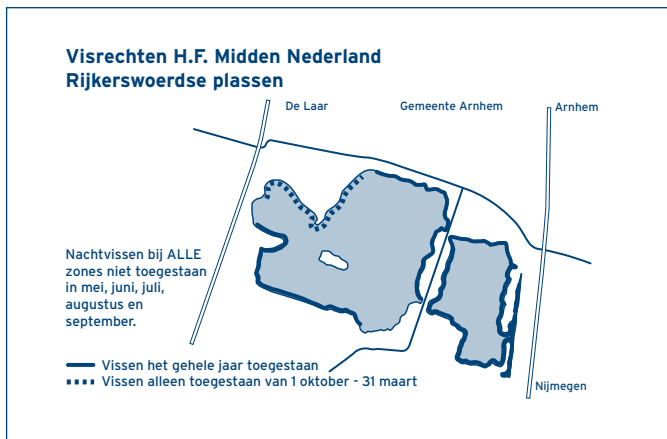 Visrechten H.F. Midden Nederland
Rijkerswoerdse plassen
De Laar
Gemeente Arnhem
Arnhem
Nachtvissen bij ALLE
zones niet toegestaan
in mei, juni, juli,
augustus en
september.
Vissen het gehele jaar toegestaan
Vissen alleen toegestaan van 1 oktober - 31 maart
Nijmegen